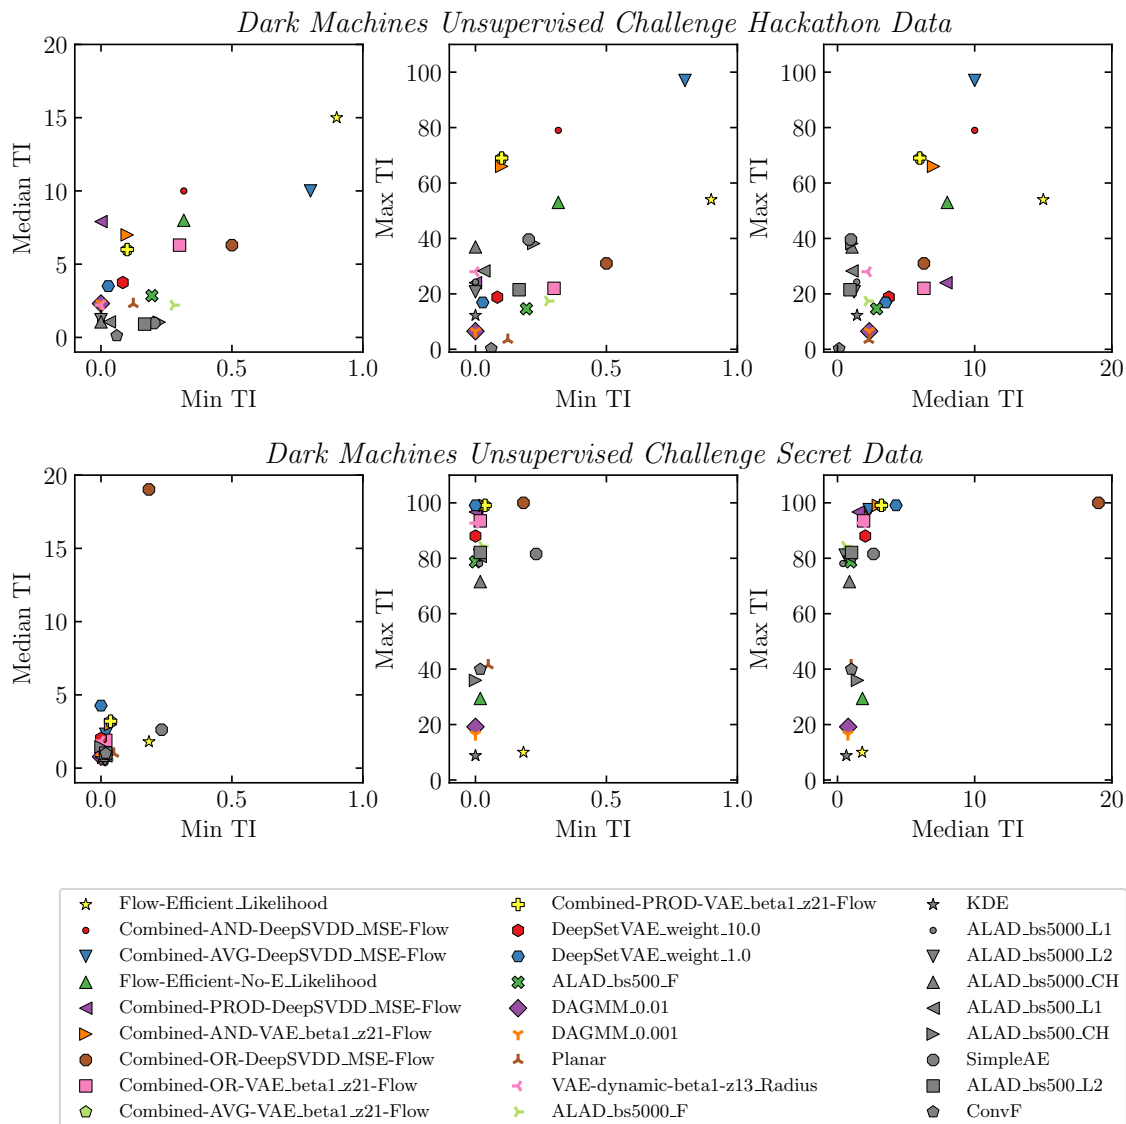 Dark Machines Unsupervised Challenge Hackathon Data
20
15
10
5
0
Median TI
0.0 0.5 1.0
Min TI
100
80
60
40
20
0
Max TI
0.0 0.5 1.0
Min TI
100
80
60
40
20
0
Max TI
0 10 20
Median TI
Dark Machines Unsupervised Challenge Secret Data
20
15
10
5
0
Median TI
0.0 0.5 1.0
Min TI
100
80
60
40
20
0
Max TI
0.0 0.5 1.0
Min TI
100
80
60
40
20
0
Max TI
0 10 20
Median TI
Flow-Efficient_Likelihood
Combined-AND-DeepSVDD_MSE-Flow
Combined-AVG-DeepSVDD_MSE-Flow
Flow-Efficient-No-E_Likelihood
Combined-PROD-DeepSVDD_MSE-Flow
Combined-AND-VAE_beta1_z21-Flow
Combined-OR-DeepSVDD_MSE-Flow
Combined-OR-VAE_beta1_z21-Flow
Combined-AVG-VAE_beta1_z21-Flow
Combined-PROD-VAE_beta1_z21-Flow
DeepSetVAE_weight_10.0
DeepSetVAE_weight_1.0
ALAD_bs500_F
DAGMM_0.01
DAGMM_0.001
Planar
VAE-dynamic-beta1-z13_Radius
ALAD_bs5000_F
KDE
ALAD_bs5000_L1
ALAD_bs5000_L2
ALAD_bs5000_CH
ALAD_bs500_L1
ALAD_bs500_CH
SimpleAE
ALAD_bs500_L2
ConvF